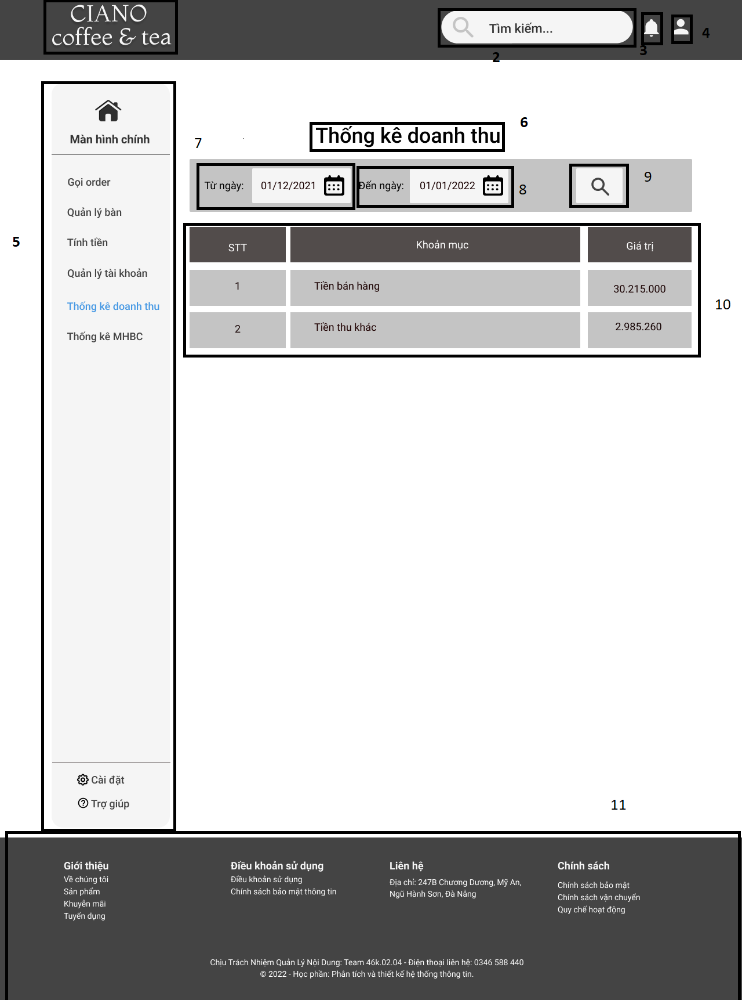 CIANO
coffee & tea
Tìm kiếm...
2
3
4
5
Màn hình chính
Gọi order
Quản lý bàn
Tính tiền
Quản lý tài khoản
Thống kê doanh thu
Thống kê MHBC
Cài đặt
Trợ giúp
6
Thống kê doanh thu
7
Từ ngày: 01/12/2021
Đến ngày: 01/01/2022
8
9
STT Khoản mục Giá trị
1 Tiền bán hàng 30.215.000
2 Tiền thu khác 2.985.260
10
11
Giới thiệu
Về chúng tôi
Sản phẩm
Khuyễn mãi
Tuyển dụng
Điều khoản sử dụng
Điều khoản sử dụng
Chính sách bảo mật thông tin
Liên hệ
Địa chỉ: 247B Chương Dương, Mỹ An,
Ngũ Hành Sơn, Đà Nẵng
Chính sách
Chính sách bảo mật
Chính sách vận chuyển
Quy chế hoạt động
Chịu Trách Nhiệm Quản Lý Nội Dung: Team 46k.02.04 - Điện thoại liên hệ: 0346 588 440
© 2022 - Học phần: Phân tích và thiết kế hệ thống thông tin.